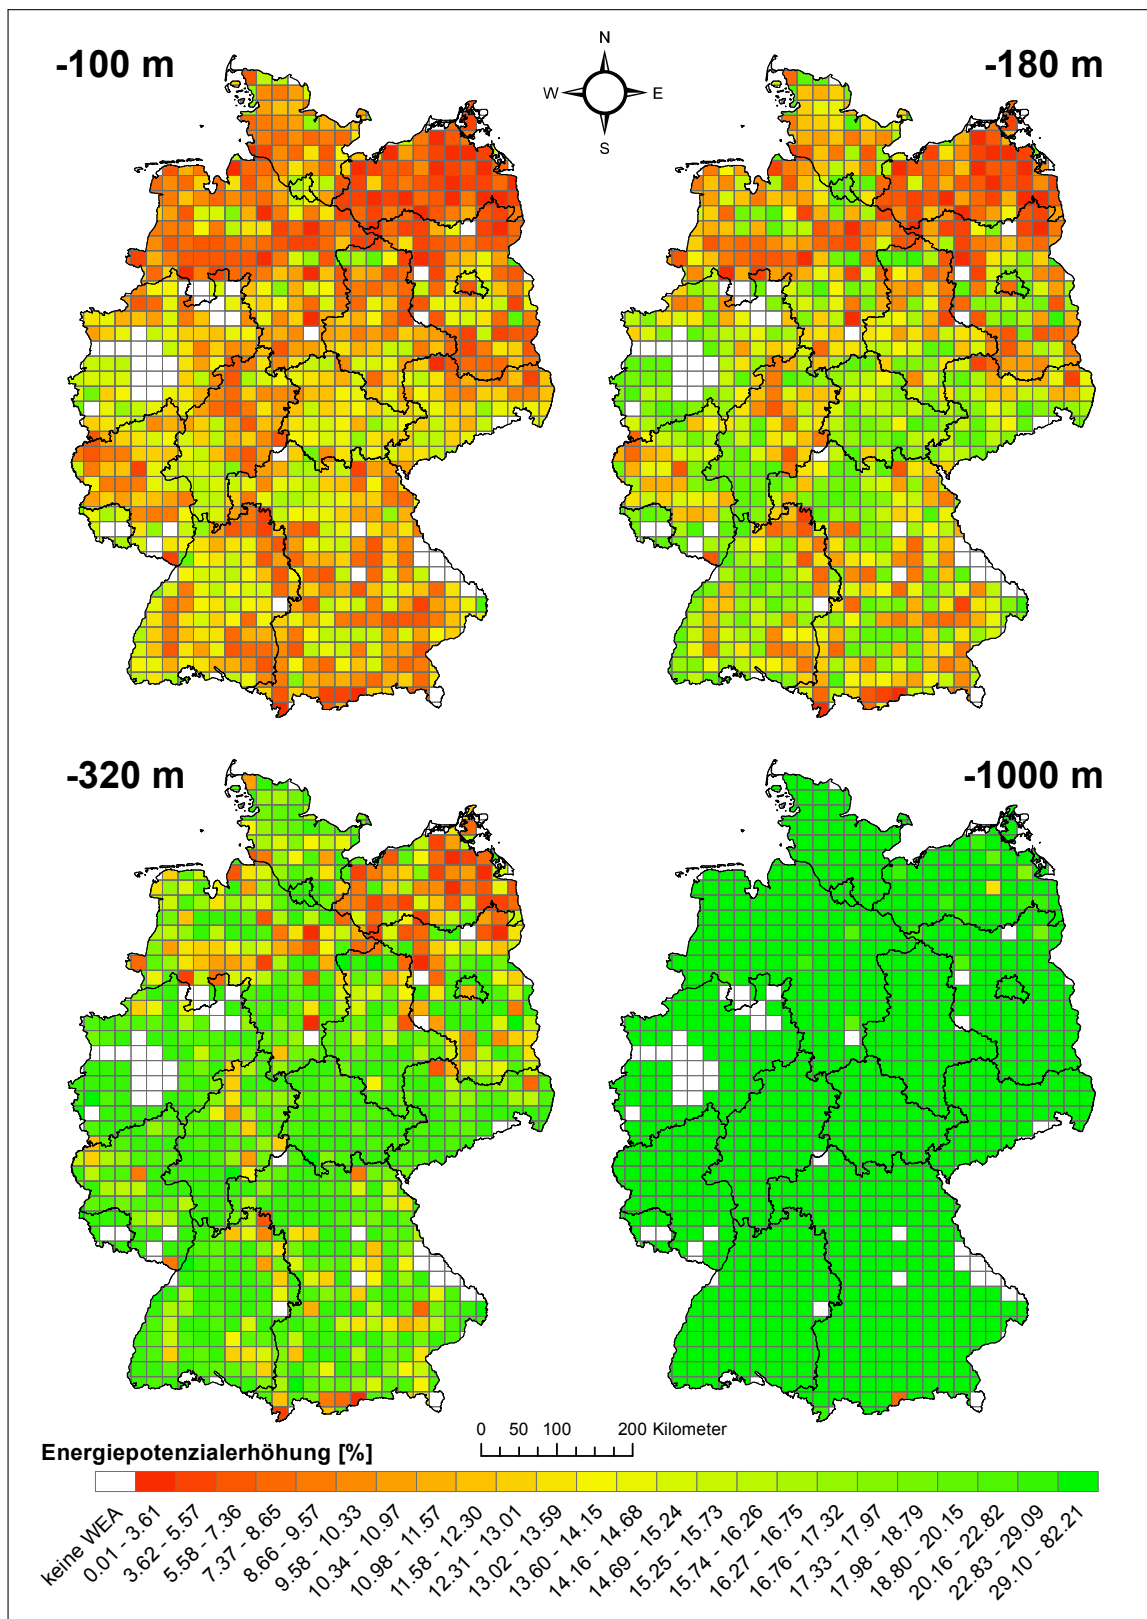 -100 m
N
W
E
S
-180 m
-320 m
-1000 m
0 50 100 200 Kilometer
Energiepotenzialerhöhung [%]
keine WEA
0.01 - 3.61
3.62 - 5.57
5.58 - 7.36
7.37 - 8.65
8.66 - 9.57
9.58 - 10.33
10.34 - 10.97
10.98 - 11.57
11.58 - 12.30
12.31 - 13.01
13.02 - 13.59
13.60 - 14.15
14.16 - 14.68
14.69 - 15.24
15.25 - 15.73
15.74 - 16.26
16.27 - 16.75
16.76 - 17.32
17.33 - 17.97
17.98 - 18.79
18.80 - 20.15
20.16 - 22.82
22.83 - 29.09
29.10 - 82.21